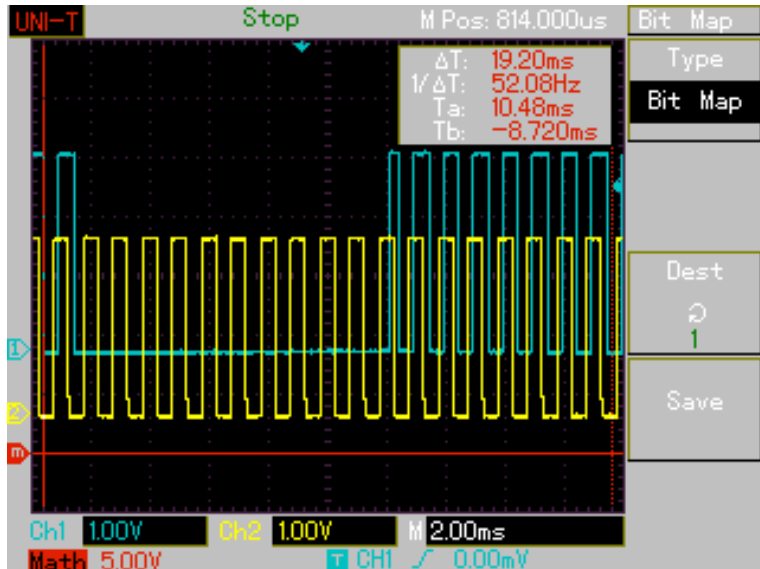 UNI-T Stop M Pos: 814.000us Bit Map
ΔT: 19.20ms
1/ΔT: 52.08Hz
Ta: 10.48ms
Tb: -8.720ms
Type
Bit Map
Dest
1
Save
1
2
m
Ch1 1.00V Ch2 1.00V M 2.00ms
Math 5.00V T CH1 0.00mV